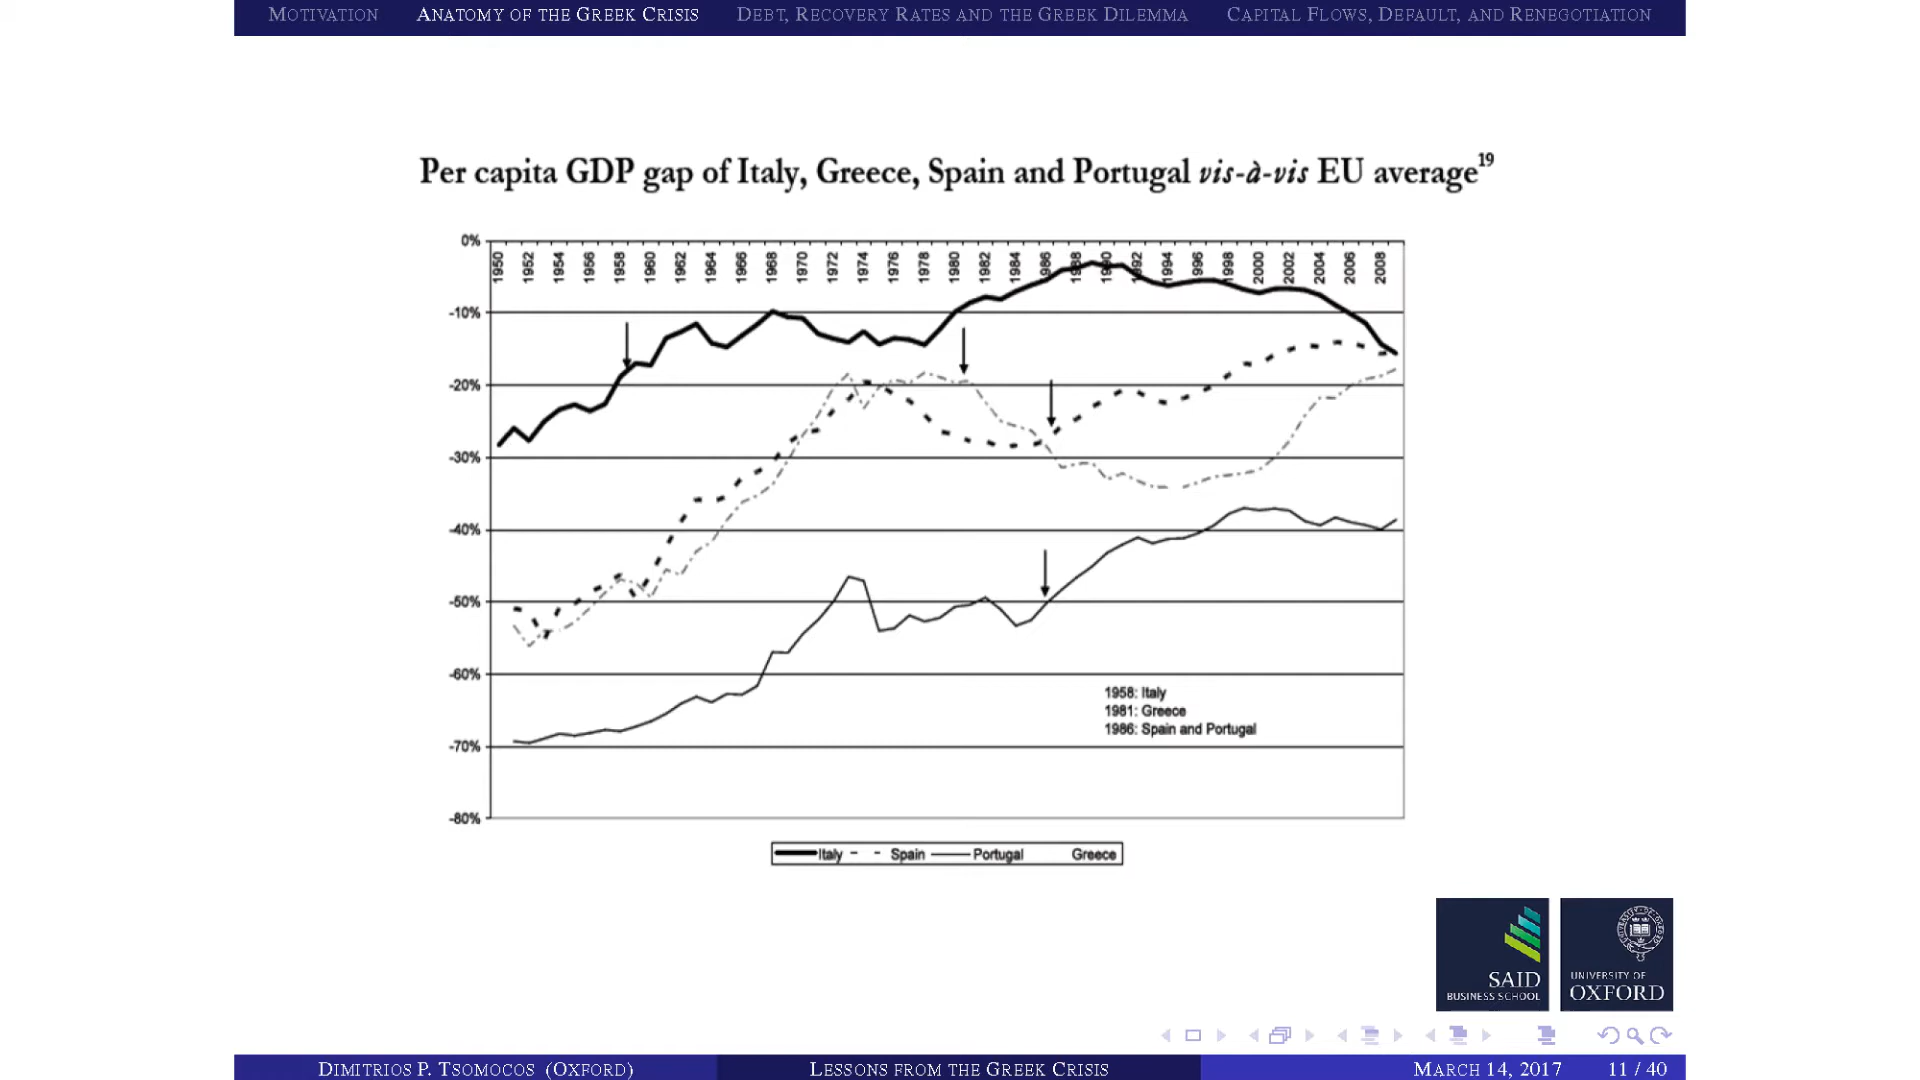 MOTIVATION ANATOMY OF THE GREEK CRISIS DEBT, RECOVERY RATES AND THE GREEK DILEMMA CAPITAL FLOWS, DEFAULT, AND RENEGOTIATION
Per capita GDP gap of Italy, Greece, Spain and Portugal vis-à-vis EU average19
0%
1950 1952 1954 1956 1958 1960 1962 1964 1966 1968 1970 1972 1974 1976 1978 1980 1982 1984 1986 1988 1990 1992 1994 1996 1998 2000 2002 2004 2006 2008
-10%
-20%
-30%
-40%
-50%
-60%
1958: Italy
1981: Greece
1986: Spain and Portugal
-70%
-80%
Italy Spain Portugal Greece
SAID
BUSINESS SCHOOL
UNIVERSITY OF
OXFORD
DIMITRIOS P. TSOMOCOS (OXFORD) LESSONS FROM THE GREEK CRISIS MARCH 14, 2017 11 / 40